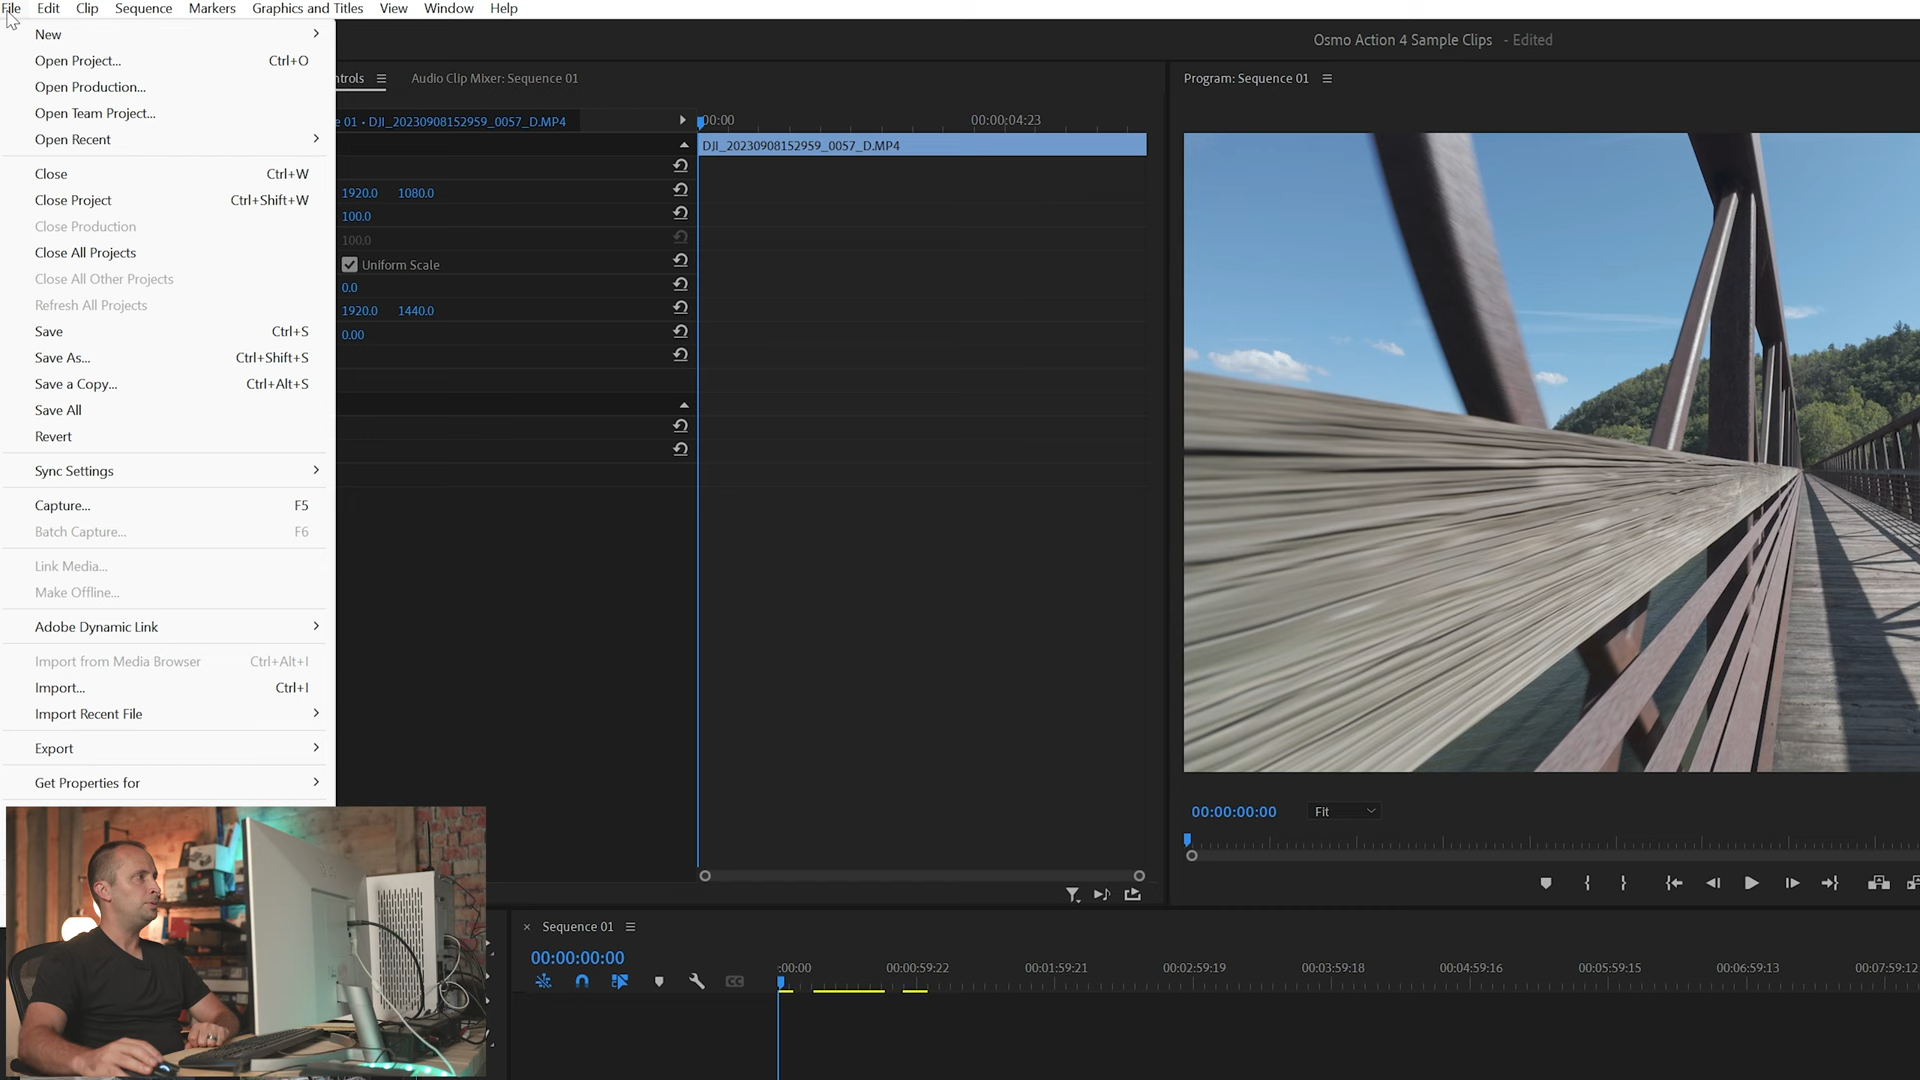 File Edit Clip Sequence Markers Graphics and Titles View Window Help
New
Open Project... Ctrl+O
Open Production...
Open Team Project...
Open Recent
Close Ctrl+W
Close Project Ctrl+Shift+W
Close Production
Close All Projects
Close All Other Projects
Refresh All Projects
Save Ctrl+S
Save As... Ctrl+Shift+S
Save a Copy... Ctrl+Alt+S
Save All
Revert
Sync Settings
Capture... F5
Batch Capture... F6
Link Media...
Make Offline...
Adobe Dynamic Link
Import from Media Browser Ctrl+Alt+I
Import... Ctrl+I
Import Recent File
Export
Get Properties for
Osmo Action 4 Sample Clips - Edited
ntrols Audio Clip Mixer: Sequence 01
e 01 • DJI_20230908152959_0057_D.MP4
:00:00 00:00:04:23
DJI_20230908152959_0057_D.MP4
1920.0 1080.0
100.0
100.0
Uniform Scale
0.0
1920.0 1440.0
0.00
Program: Sequence 01
00:00:00:00 Fit
× Sequence 01
00:00:00:00
:00:00 00:00:59:22 00:01:59:21 00:02:59:19 00:03:59:18 00:04:59:16 00:05:59:15 00:06:59:13 00:07:59:12
CC